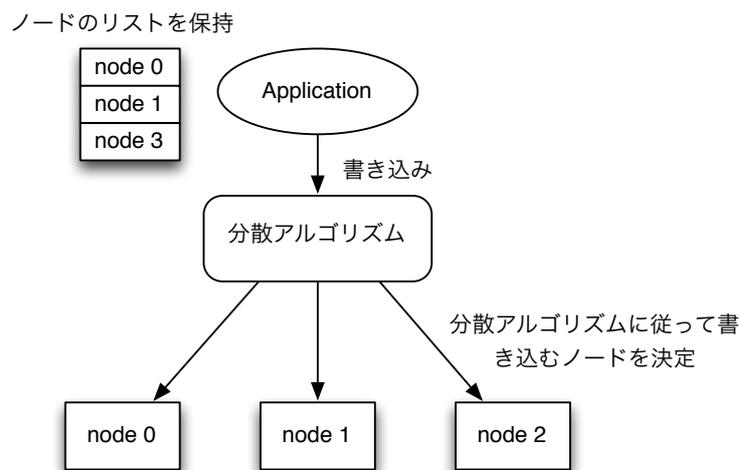 ノードのリストを保持
node 0
node 1
node 3
Application
書き込み
分散アルゴリズム
分散アルゴリズムに従って書
き込むノードを決定
node 0
node 1
node 2